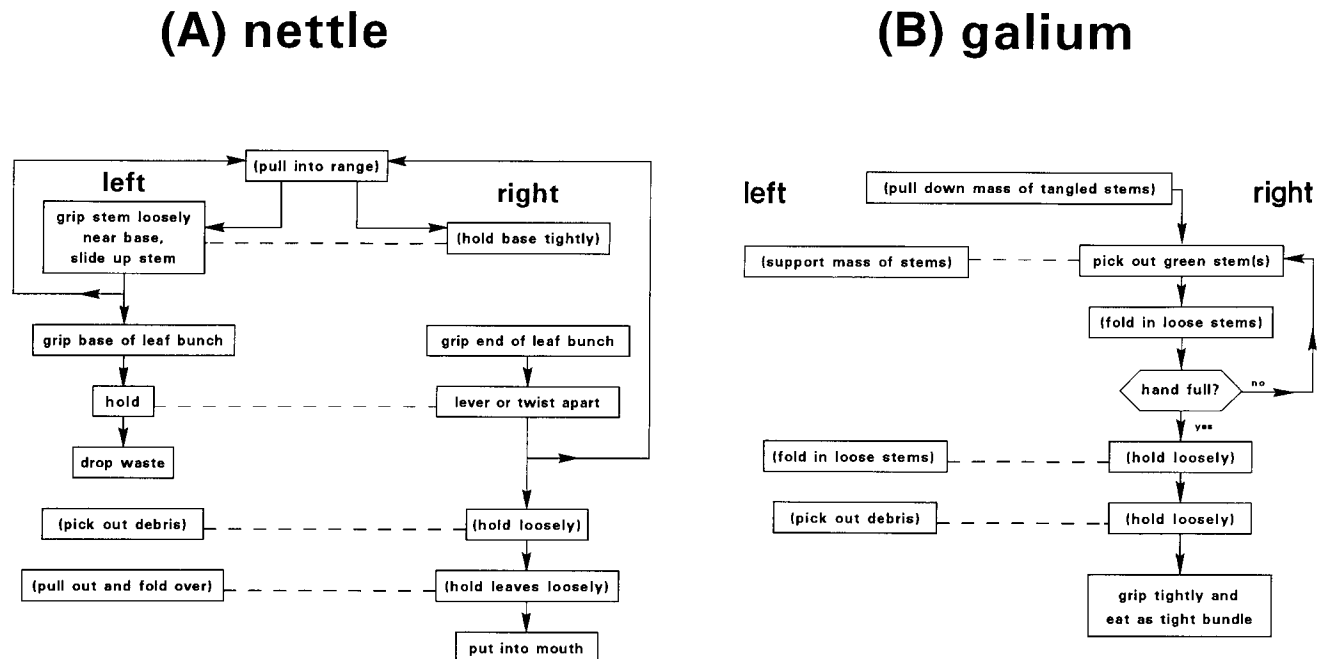 (A) nettle
(pull into range)
left
right
grip stem loosely
near base,
slide up stem
(hold base tightly)
grip base of leaf bunch
grip end of leaf bunch
hold
lever or twist apart
drop waste
(pick out debris)
(hold loosely)
(pull out and fold over)
(hold leaves loosely)
put into mouth
(B) galium
left
(pull down mass of tangled stems)
right
(support mass of stems)
pick out green stem(s)
(fold in loose stems)
hand full?
no
yes
(fold in loose stems)
(hold loosely)
(pick out debris)
(hold loosely)
grip tightly and
eat as tight bundle